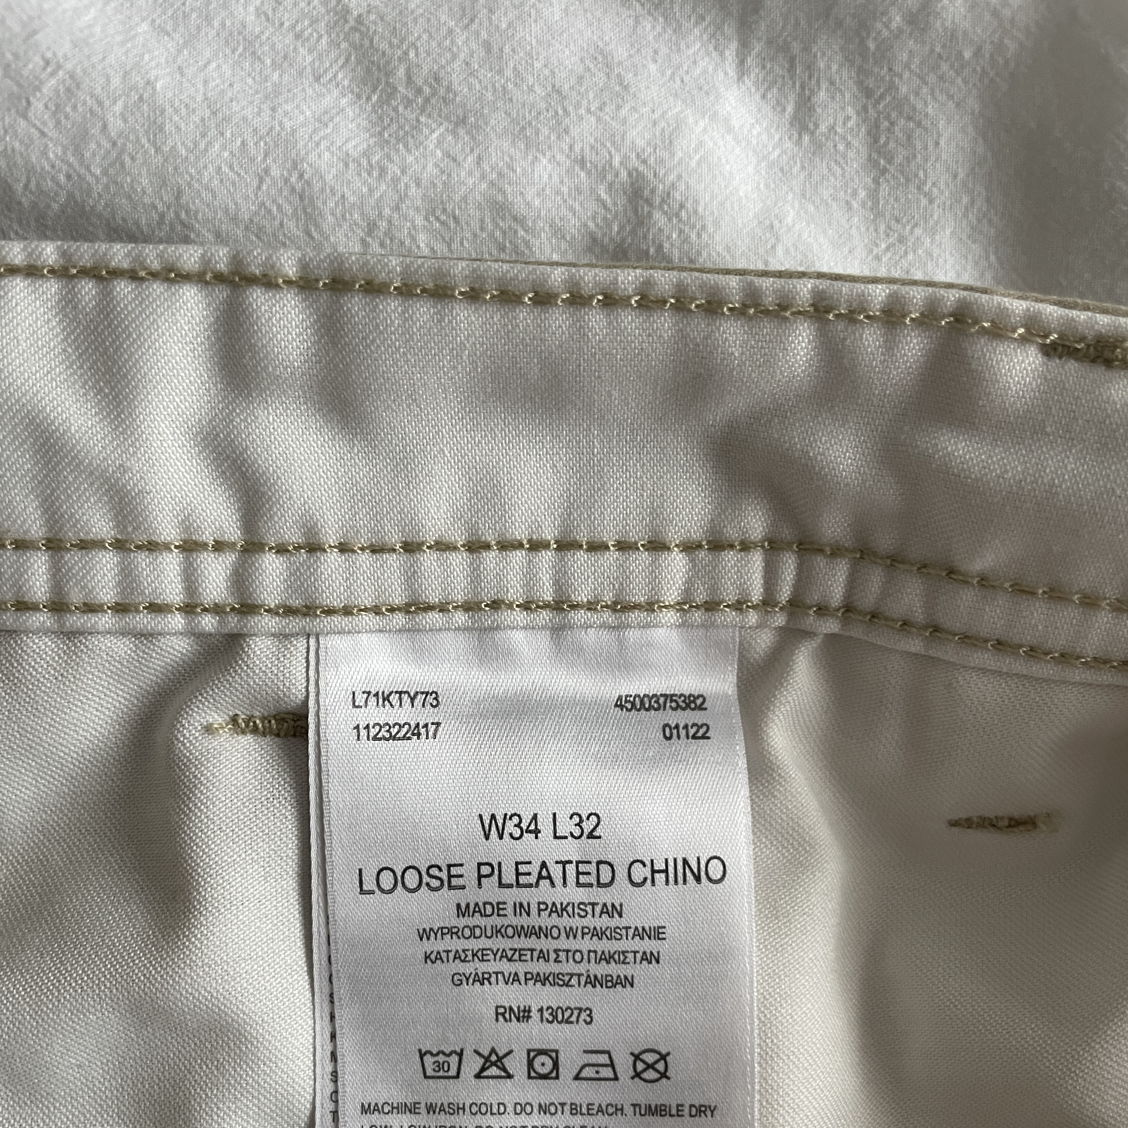 L71KTY73 4500375382
112322417 01122
W34 L32
LOOSE PLEATED CHINO
MADE IN PAKISTAN
WYPRODUKOWANO W PAKISTANIE
ΚΑΤΑΣΚΕΥΑΖΕΤΑΙ ΣΤΟ ΠΑΚΙΣΤΑΝ
GYÁRTVA PAKISZTÁNBAN
RN# 130273
30
MACHINE WASH COLD. DO NOT BLEACH. TUMBLE DRY